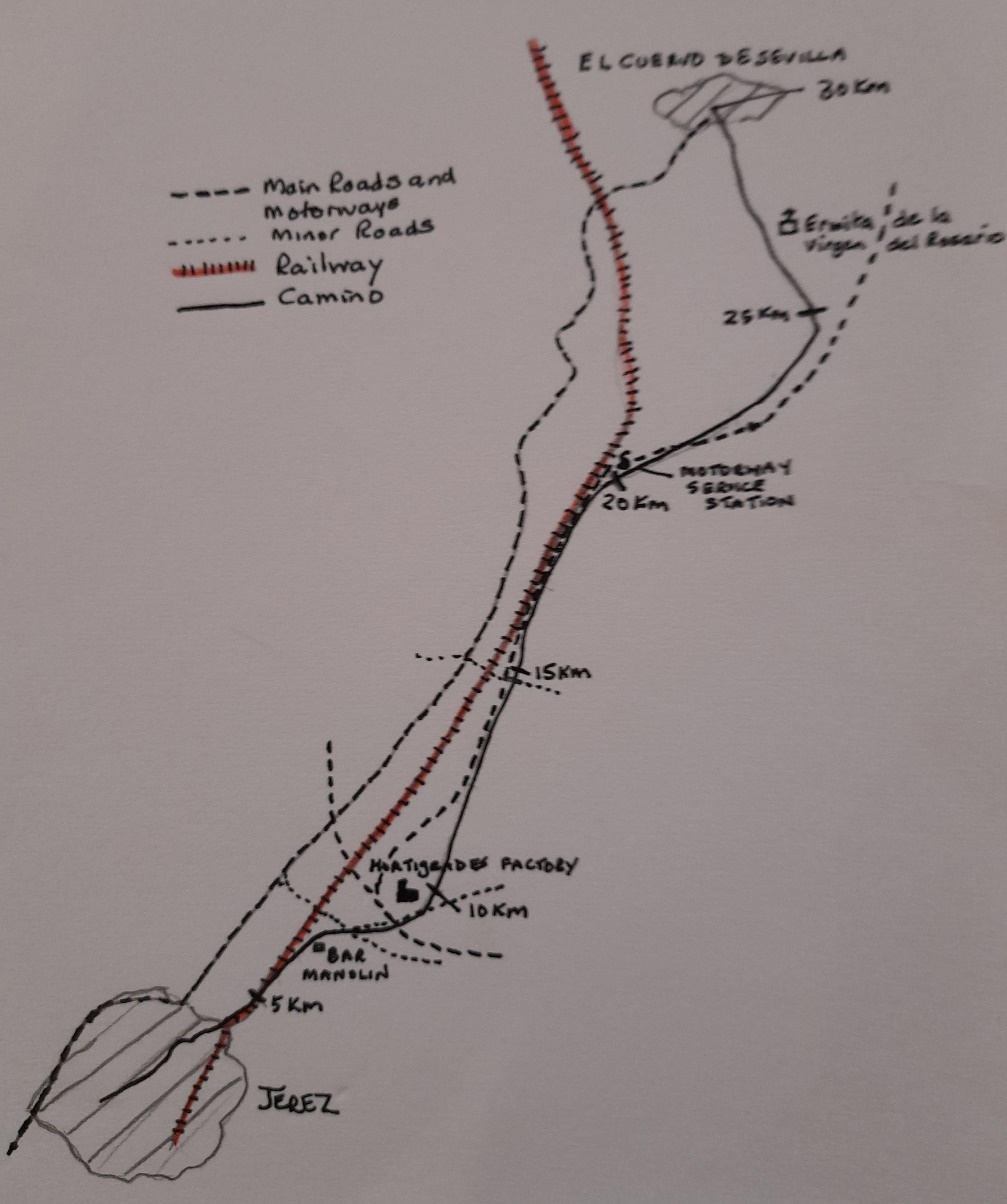 EL CUERVO DE SEVILLA
30 Km
Main Roads and
motorways
Minor Roads
Railway
Camino
Ermita de la
Virgen del Rosario
25 Km
MOTORWAY
SERVICE
STATION
20 Km
15 Km
HORTIGRADES FACTORY
10 Km
BAR
MANOLIN
5 Km
JEREZ